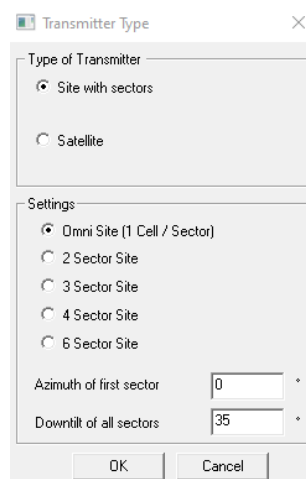 Transmitter Type
Type of Transmitter
Site with sectors
Satellite
Settings
Omni Site (1 Cell / Sector)
2 Sector Site
3 Sector Site
4 Sector Site
6 Sector Site
Azimuth of first sector 0 °
Downtilt of all sectors 35 °
OK Cancel